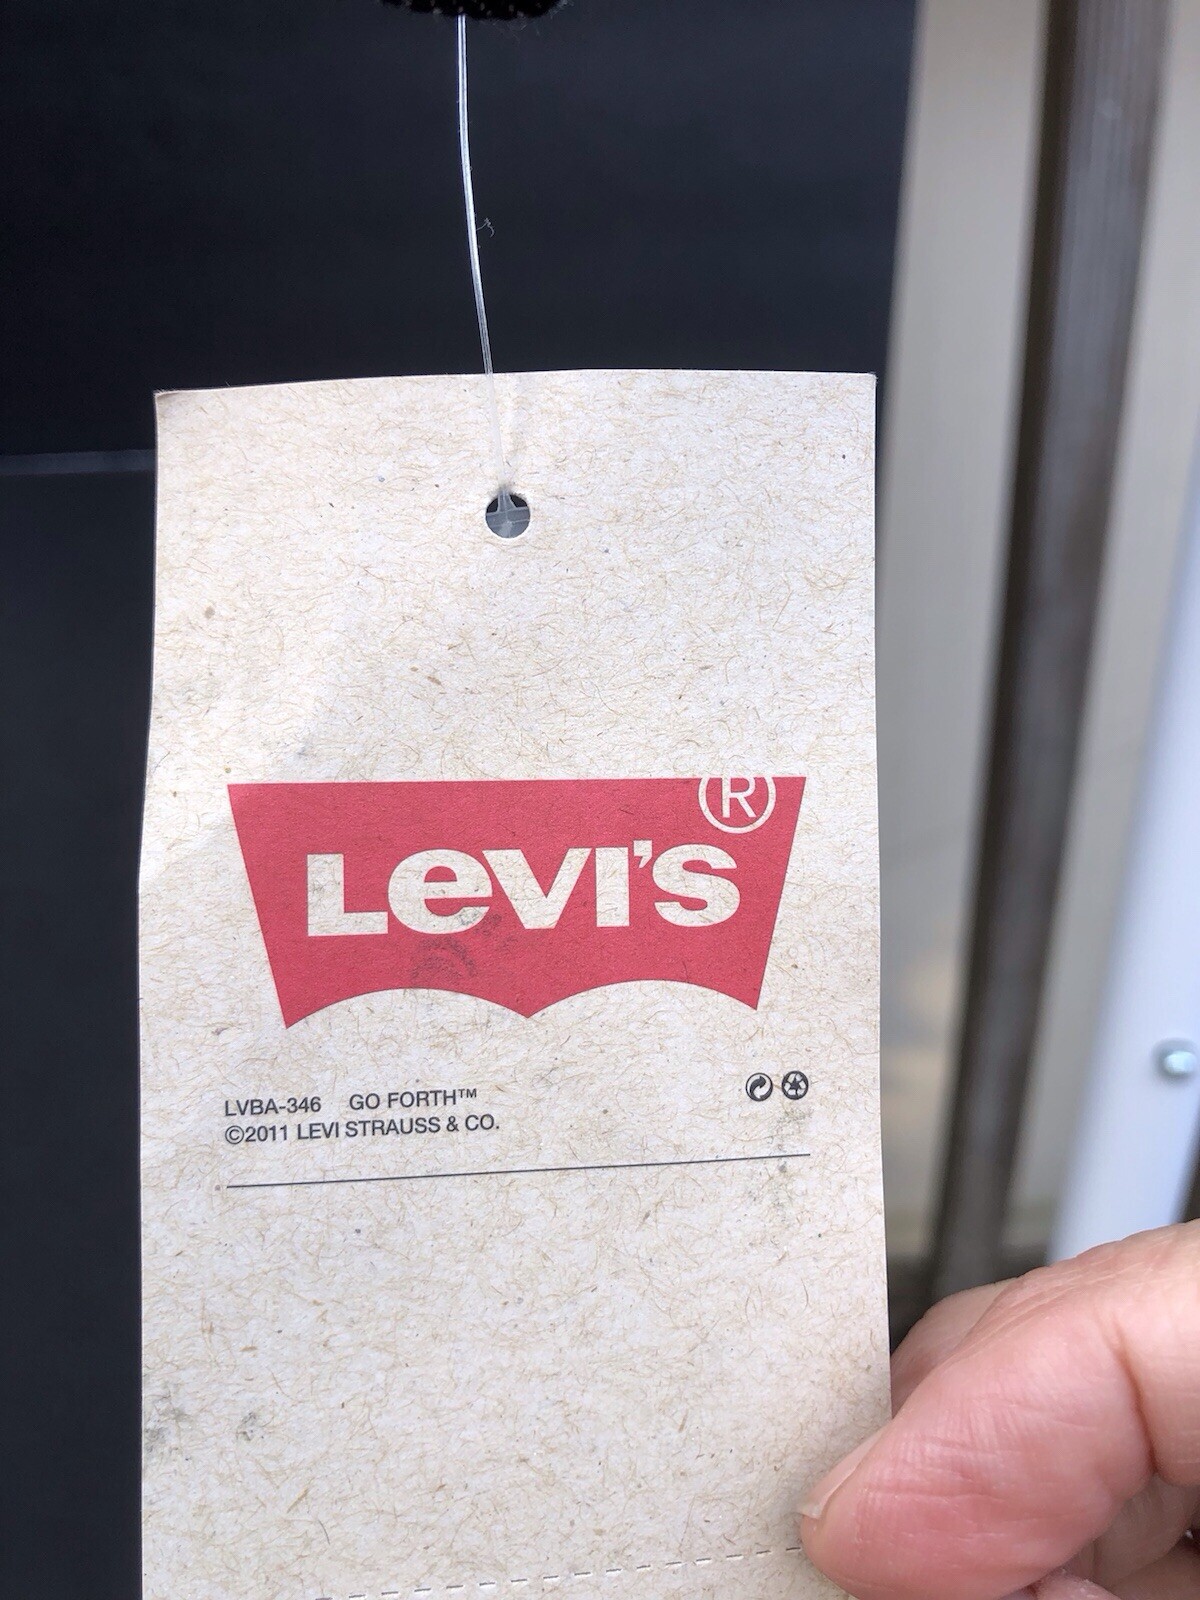 Levi's®
LVBA-346 GO FORTH™
©2011 LEVI STRAUSS & CO.